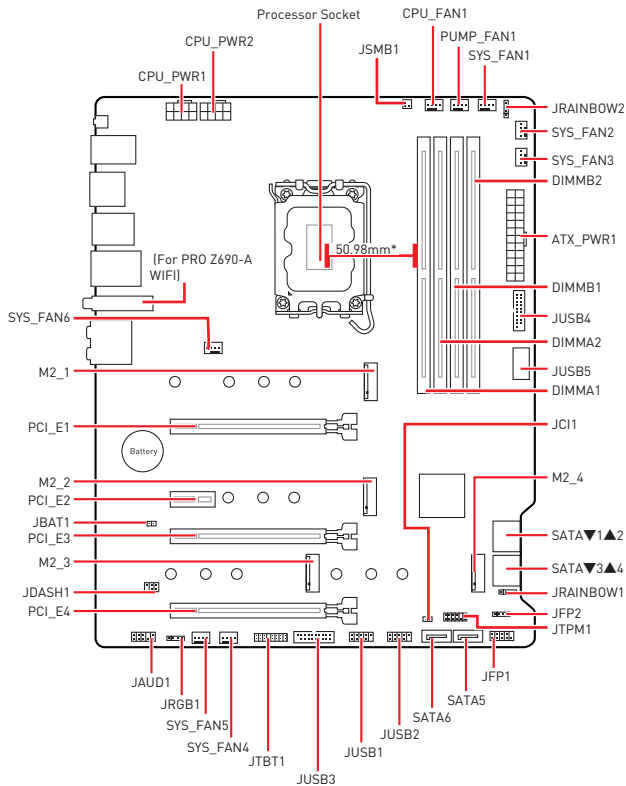 Processor Socket
CPU_FAN1
CPU_PWR2
PUMP_FAN1
JSMB1
SYS_FAN1
CPU_PWR1
JRAINBOW2
SYS_FAN2
SYS_FAN3
DIMMB2
50.98mm*
ATX_PWR1
(For PRO Z690-A
WIFI)
DIMMB1
SYS_FAN6
JUSB4
DIMMA2
M2_1
JUSB5
DIMMA1
PCI_E1
JCI1
Battery
M2_2
M2_4
PCI_E2
JBAT1
SATA▼1▲2
PCI_E3
M2_3
SATA▼3▲4
JDASH1
JRAINBOW1
PCI_E4
JFP2
JTPM1
JAUD1
JFP1
JRGB1
SATA5
SYS_FAN5
SATA6
SYS_FAN4
JUSB2
JTBT1
JUSB1
JUSB3